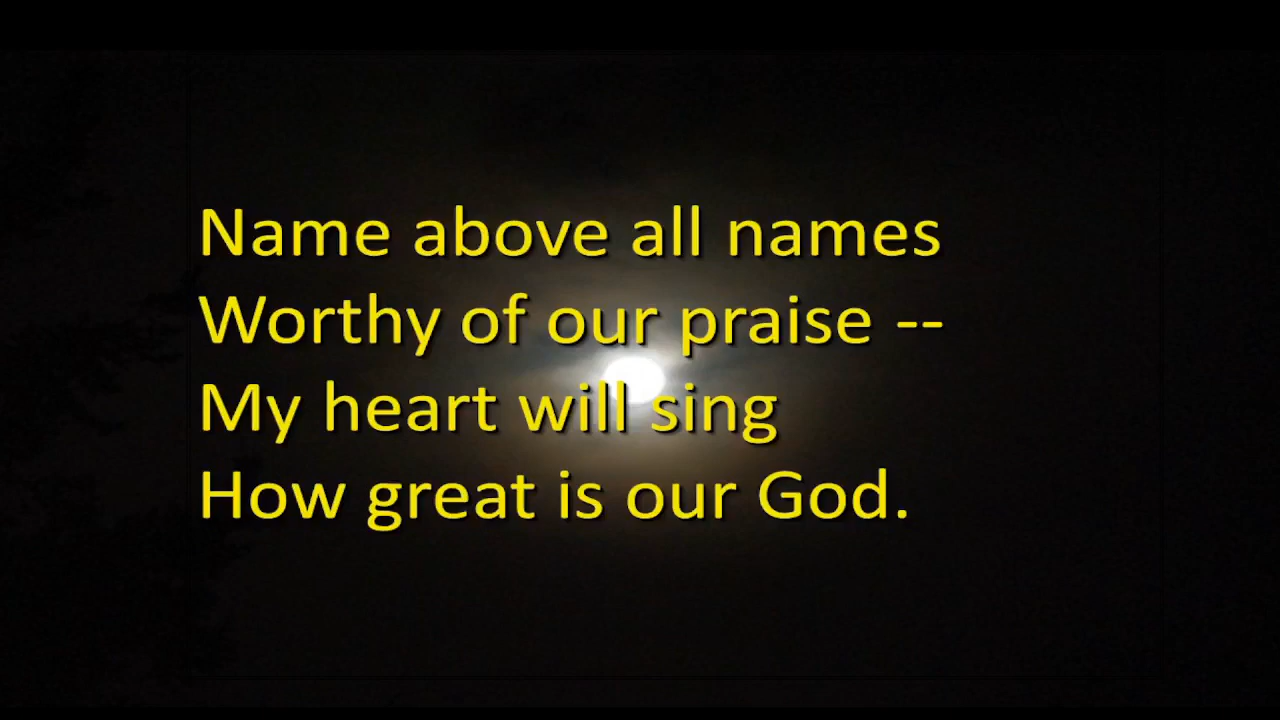 Name above all names
Worthy of our praise --
My heart will sing
How great is our God.